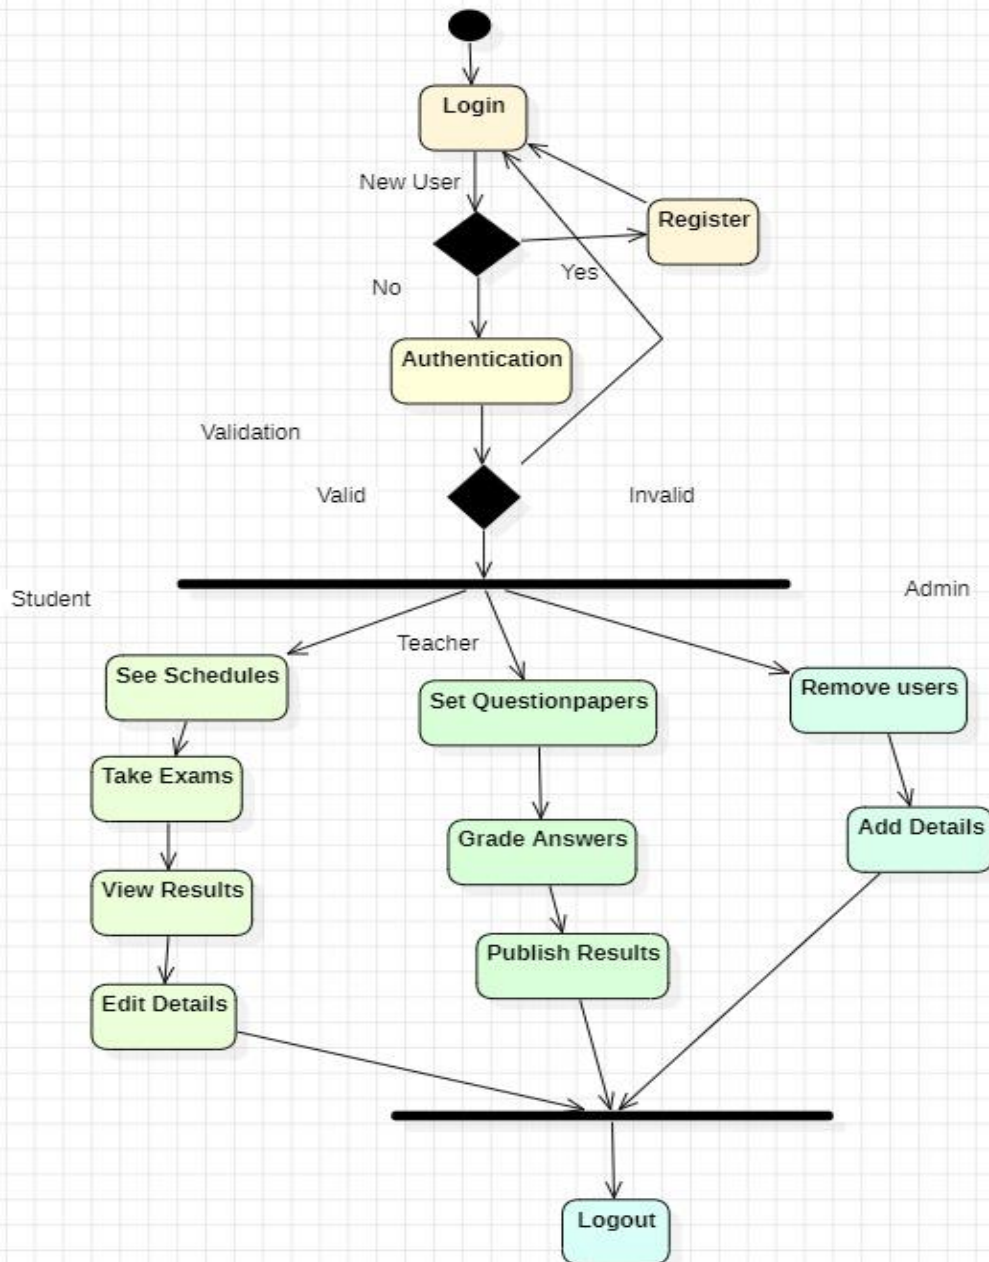 Login
New User
Register
Yes
No
Authentication
Validation
Valid
Invalid
Student
Admin
Teacher
See Schedules
Set Questionpapers
Remove users
Take Exams
Grade Answers
Add Details
View Results
Publish Results
Edit Details
Logout